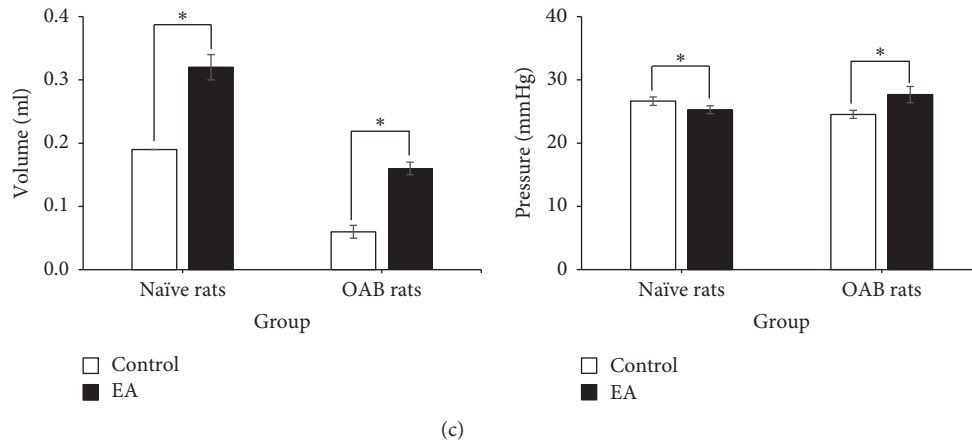 0.4
0.3
0.2
0.1
0.0
Volume (ml)
*
*
Naïve rats
OAB rats
Group
Control
EA
40
30
20
10
0
Pressure (mmHg)
*
*
Naïve rats
OAB rats
Group
Control
EA
(c)